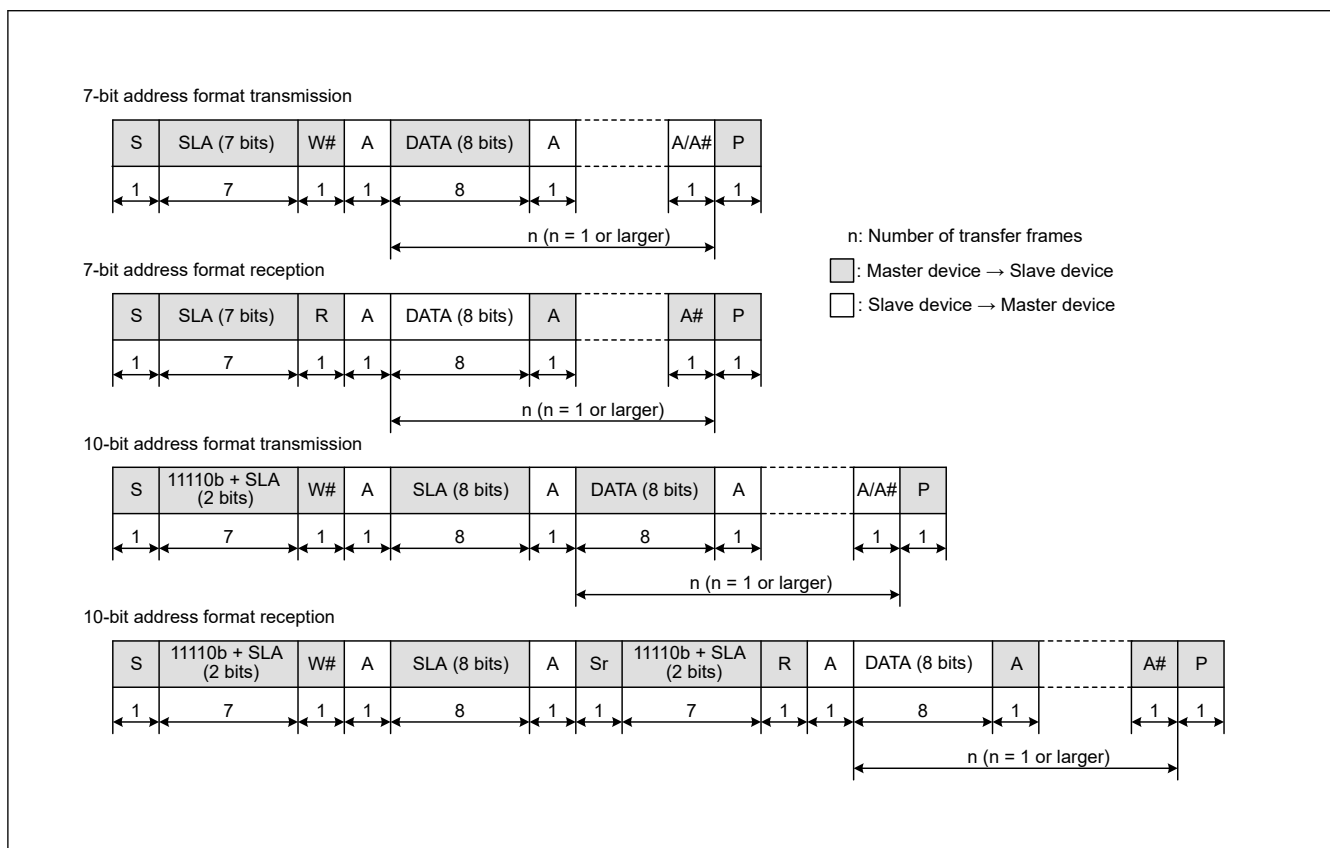 7-bit address format transmission
S SLA (7 bits) W# A DATA (8 bits) A A/A# P
1 7 1 1 8 1 1 1
n (n = 1 or larger)
n: Number of transfer frames
: Master device → Slave device
: Slave device → Master device
7-bit address format reception
S SLA (7 bits) R A DATA (8 bits) A A# P
1 7 1 1 8 1 1 1
n (n = 1 or larger)
10-bit address format transmission
S 11110b + SLA (2 bits) W# A SLA (8 bits) A DATA (8 bits) A A/A# P
1 7 1 1 8 1 8 1 1 1
n (n = 1 or larger)
10-bit address format reception
S 11110b + SLA (2 bits) W# A SLA (8 bits) A Sr 11110b + SLA (2 bits) R A DATA (8 bits) A A# P
1 7 1 1 8 1 1 7 1 1 8 1 1 1
n (n = 1 or larger)